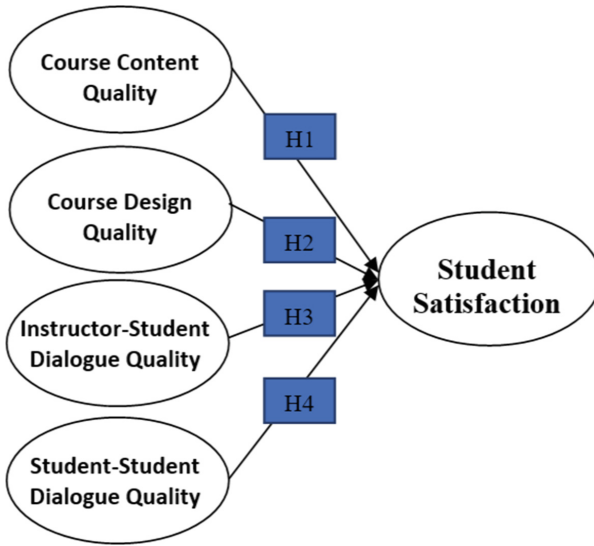 Course Content
Quality
H1
Course Design
Quality
H2
Student
Satisfaction
Instructor-Student
Dialogue Quality
H3
H4
Student-Student
Dialogue Quality